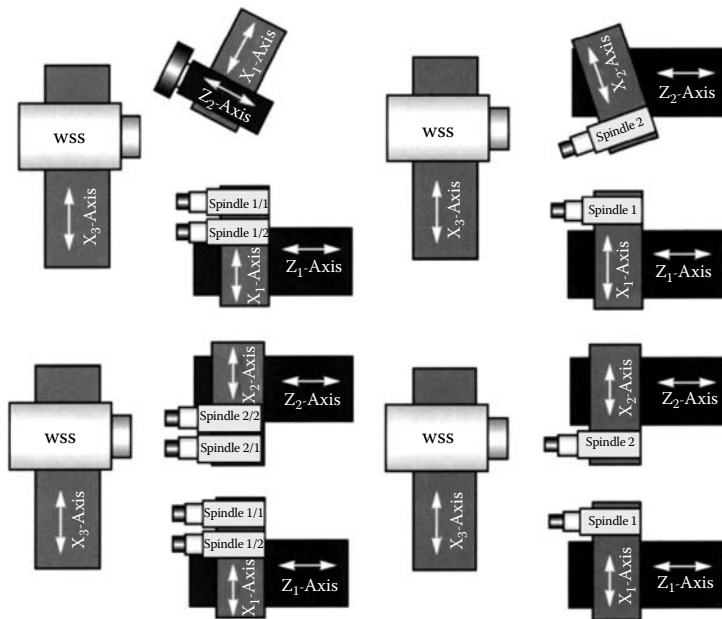 X₁-Axis
Z₂-Axis
WSS
X₃-Axis
Spindle 1/1
Spindle 1/2
X₁-Axis
Z₁-Axis
X₂-Axis
Z₂-Axis
Spindle 2
WSS
X₃-Axis
Spindle 1
X₁-Axis
Z₁-Axis
X₂-Axis
Z₂-Axis
Spindle 2/2
Spindle 2/1
WSS
X₃-Axis
Spindle 1/1
Spindle 1/2
X₁-Axis
Z₁-Axis
X₂-Axis
Z₂-Axis
Spindle 2
WSS
X₃-Axis
Spindle 1
X₁-Axis
Z₁-Axis